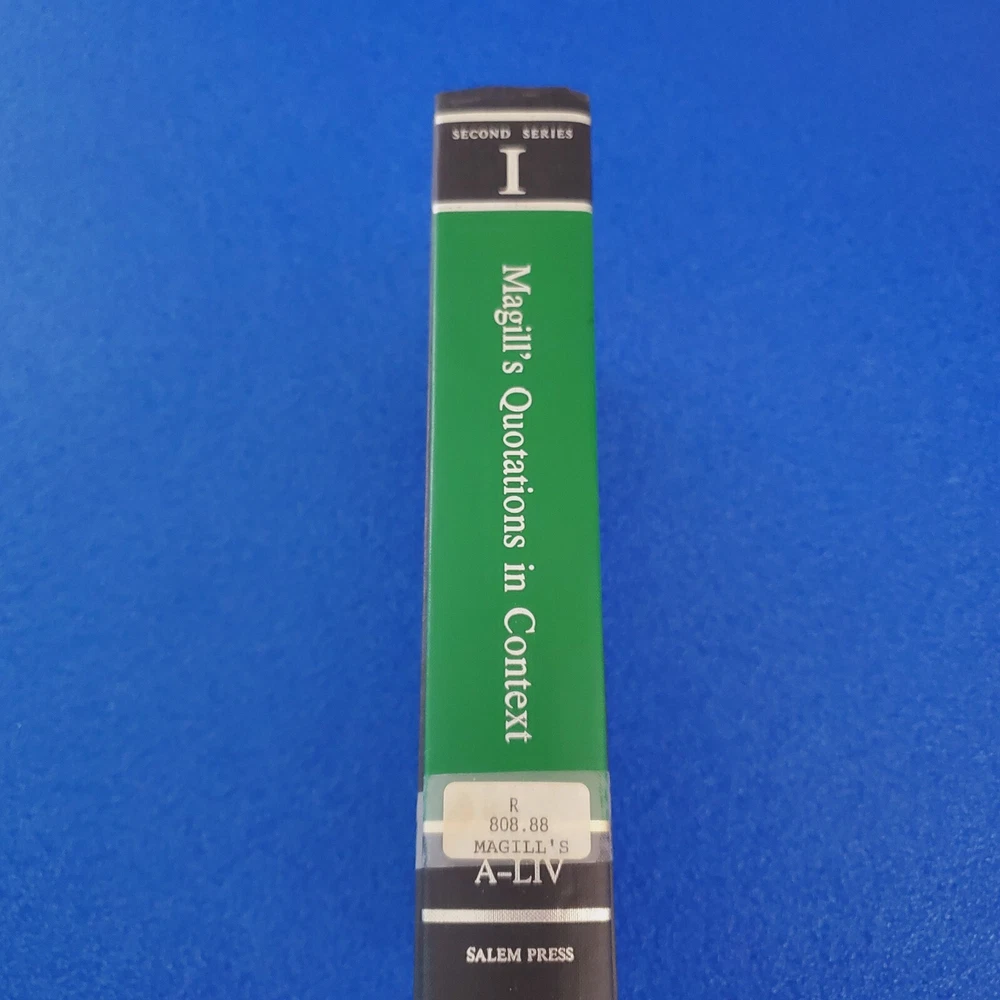 SECOND SERIES
I
Magill's Quotations in Context
R
808.88
MAGILL'S
A-LIV
SALEM PRESS